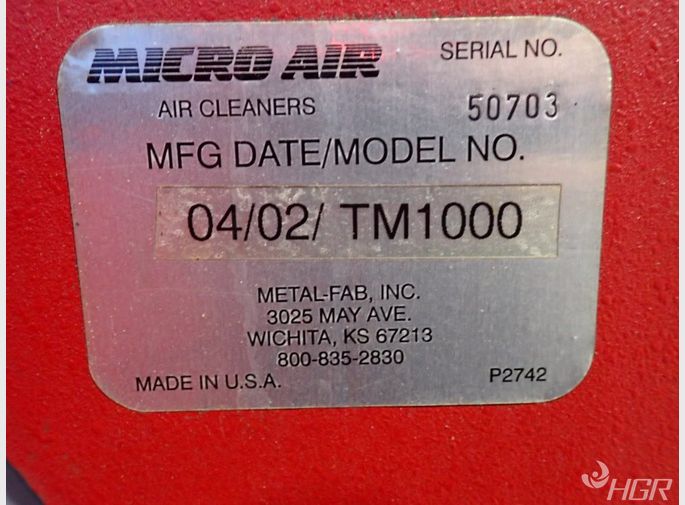 MICRO AIR
SERIAL NO.
AIR CLEANERS
50703
MFG DATE/MODEL NO.
04/02/ TM1000
METAL-FAB, INC.
3025 MAY AVE.
WICHITA, KS 67213
800-835-2830
MADE IN U.S.A.
P2742
HGR